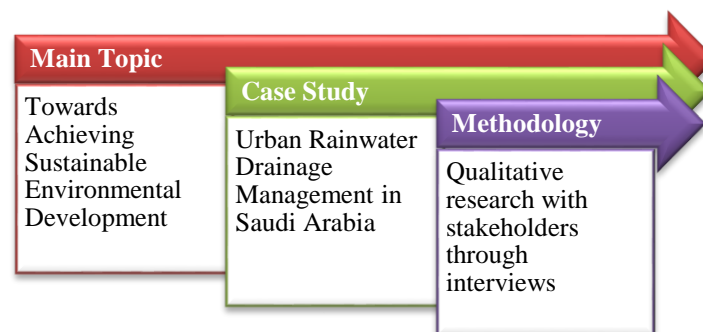 Main Topic
Towards
Achieving
Sustainable
Environmental
Development
Case Study
Urban Rainwater
Drainage
Management in
Saudi Arabia
Methodology
Qualitative
research with
stakeholders
through
interviews